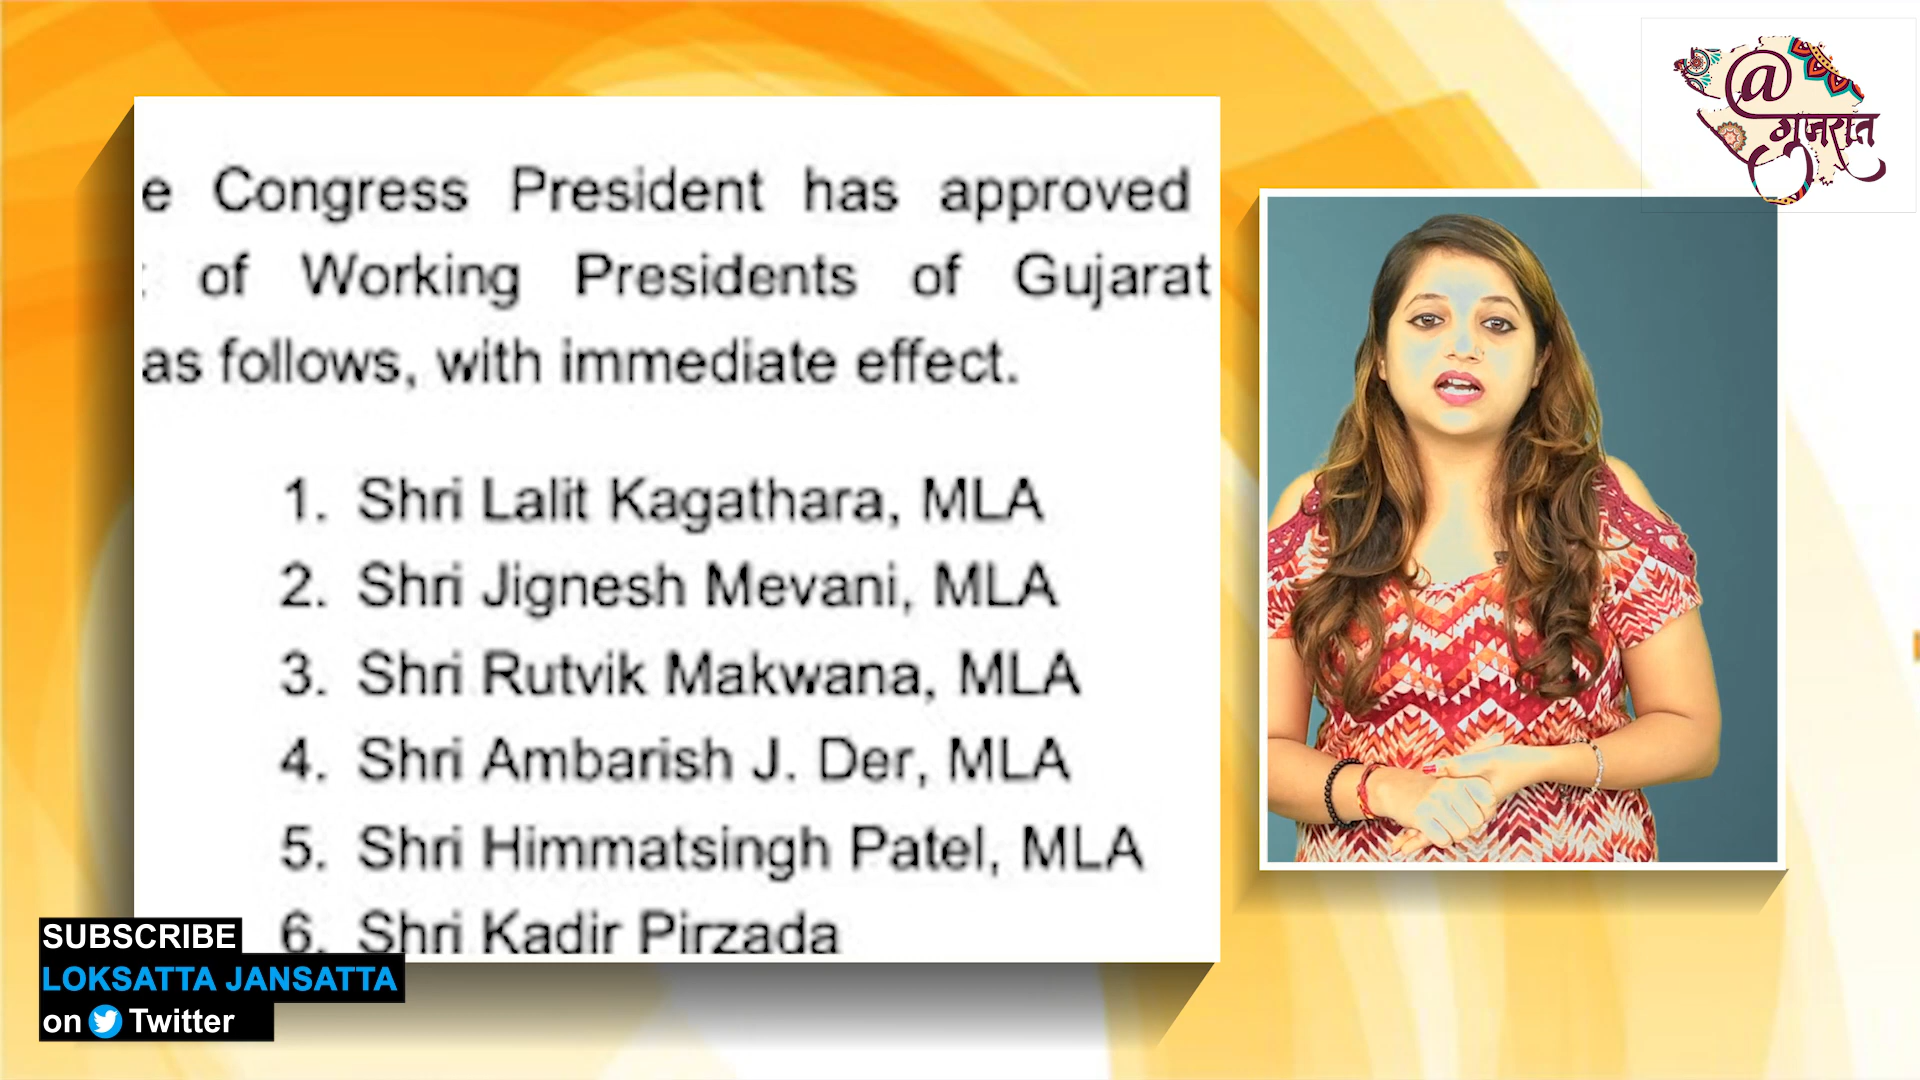 e Congress President has approved
of Working Presidents of Gujarat
as follows, with immediate effect.
1. Shri Lalit Kagathara, MLA
2. Shri Jignesh Mevani, MLA
3. Shri Rutvik Makwana, MLA
4. Shri Ambarish J. Der, MLA
5. Shri Himmatsingh Patel, MLA
6. Shri Kadir Pirzada
@
गुजरात
SUBSCRIBE
LOKSATTA JANSATTA
on Twitter